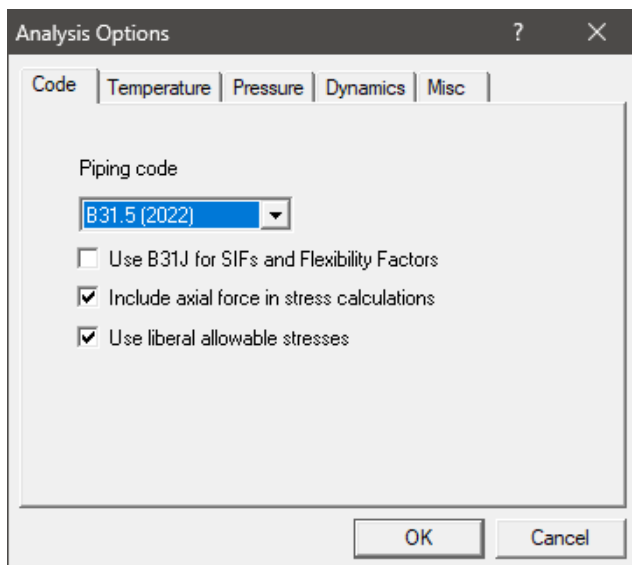 Analysis Options ?
Code Temperature Pressure Dynamics Misc
Piping code
B31.5 (2022)
Use B31J for SIFs and Flexibility Factors
Include axial force in stress calculations
Use liberal allowable stresses
OK Cancel